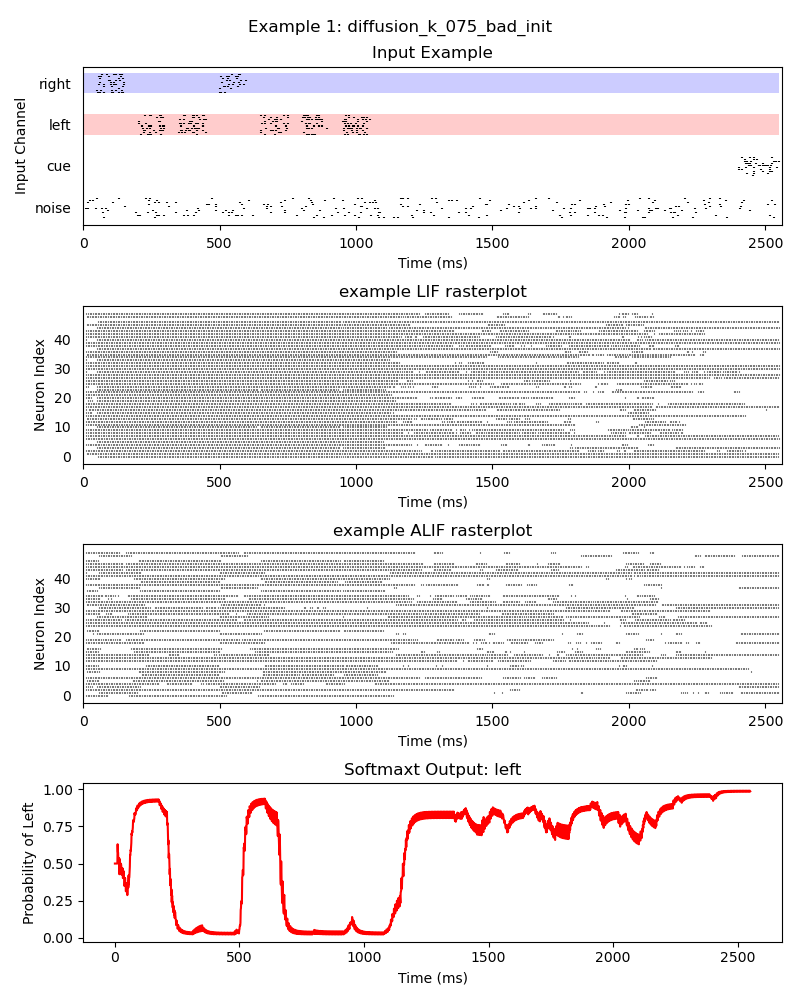 Example 1: diffusion_k_075_bad_init
Input Example
Input Channel
right
left
cue
noise
0 500 1000 1500 2000 2500
Time (ms)
example LIF rasterplot
Neuron Index
40
30
20
10
0
0 500 1000 1500 2000 2500
Time (ms)
example ALIF rasterplot
Neuron Index
40
30
20
10
0
0 500 1000 1500 2000 2500
Time (ms)
Softmaxt Output: left
Probability of Left
1.00
0.75
0.50
0.25
0.00
0 500 1000 1500 2000 2500
Time (ms)